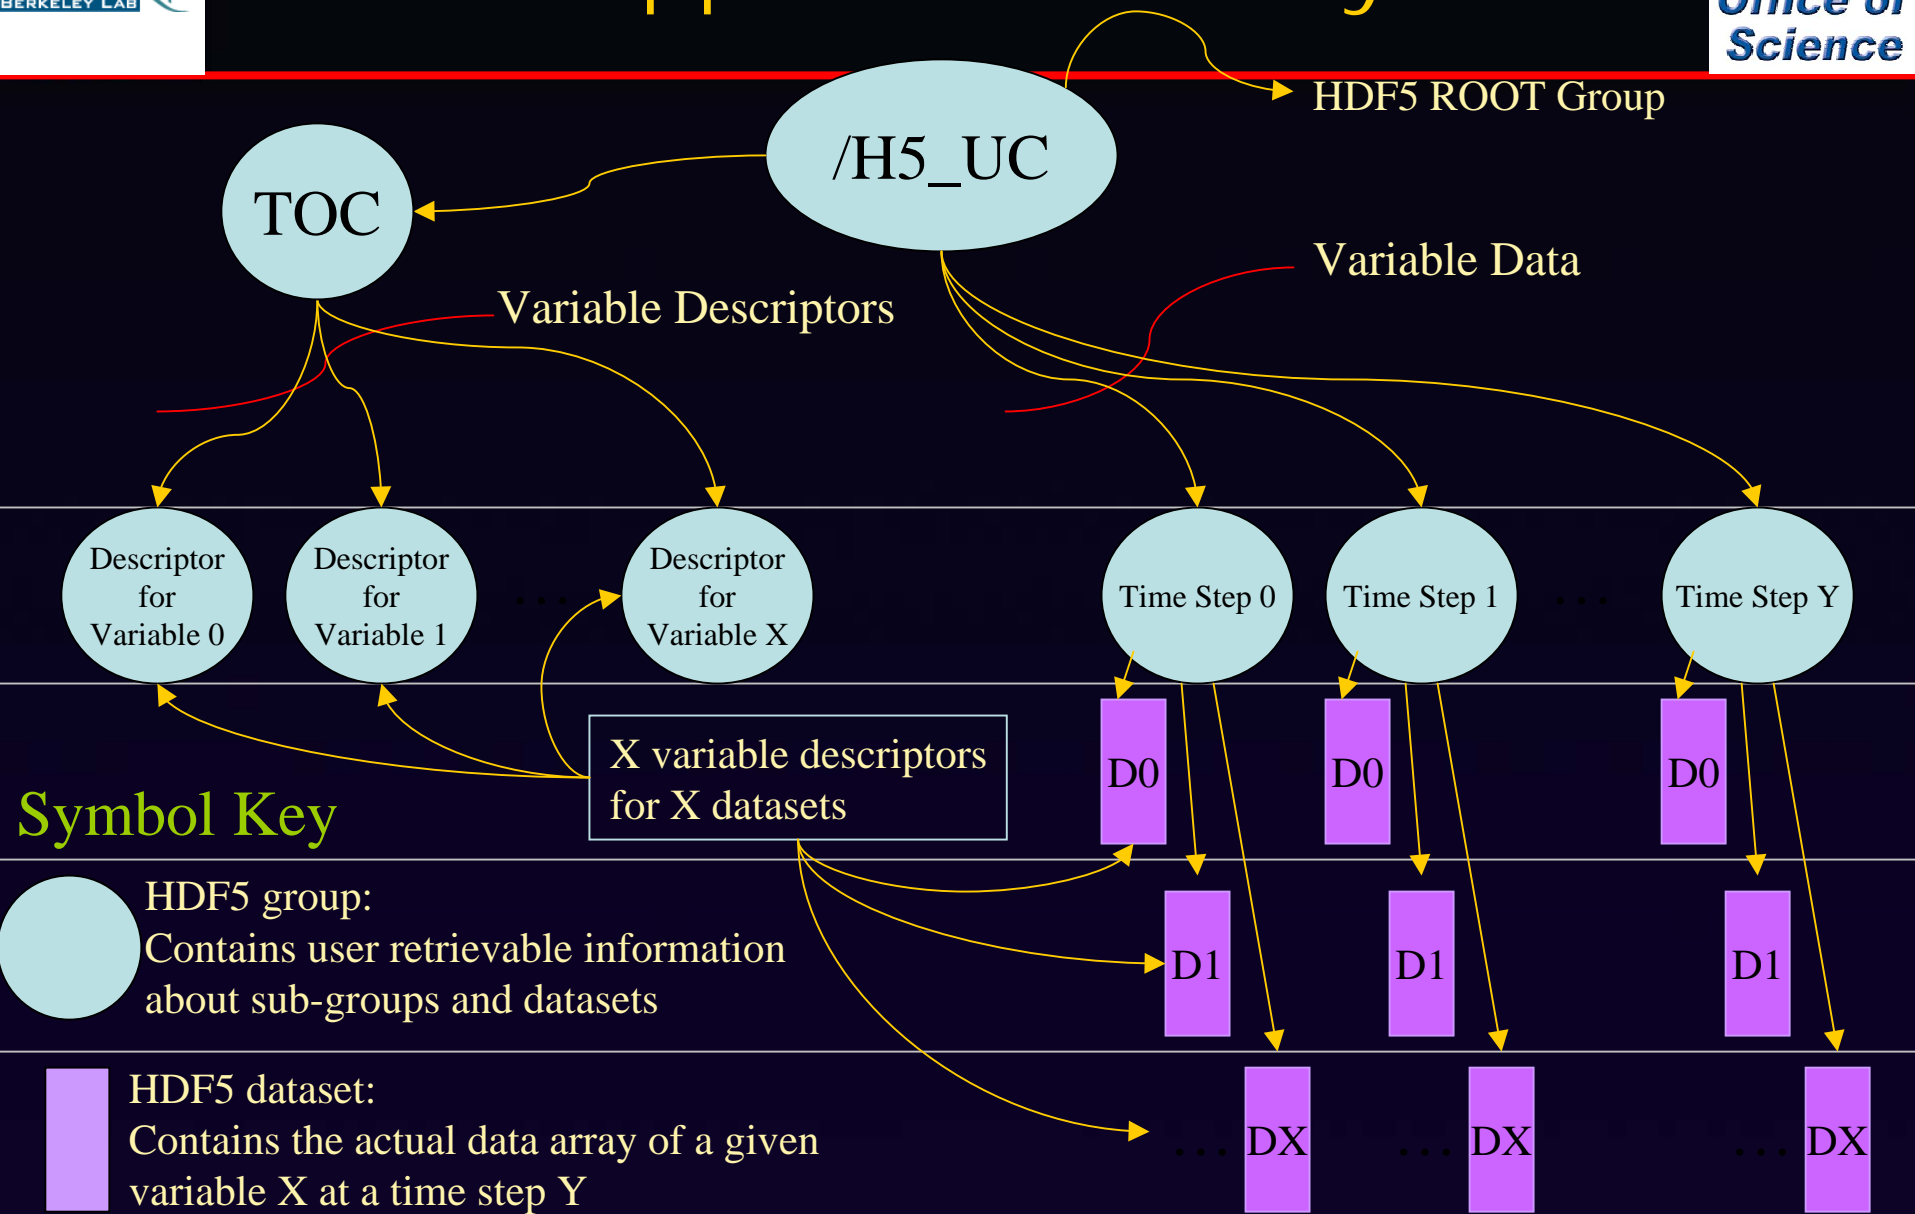 BERKELEY LAB
Office of
Science
HDF5 ROOT Group
/H5_UC
TOC
Variable Data
Variable Descriptors
Descriptor
for
Variable 0
Descriptor
for
Variable 1
...
Descriptor
for
Variable X
Time Step 0
Time Step 1
...
Time Step Y
X variable descriptors
for X datasets
D0
D0
D0
Symbol Key
HDF5 group:
Contains user retrievable information
about sub-groups and datasets
D1
D1
D1
HDF5 dataset:
Contains the actual data array of a given
variable X at a time step Y
... DX
... DX
... DX